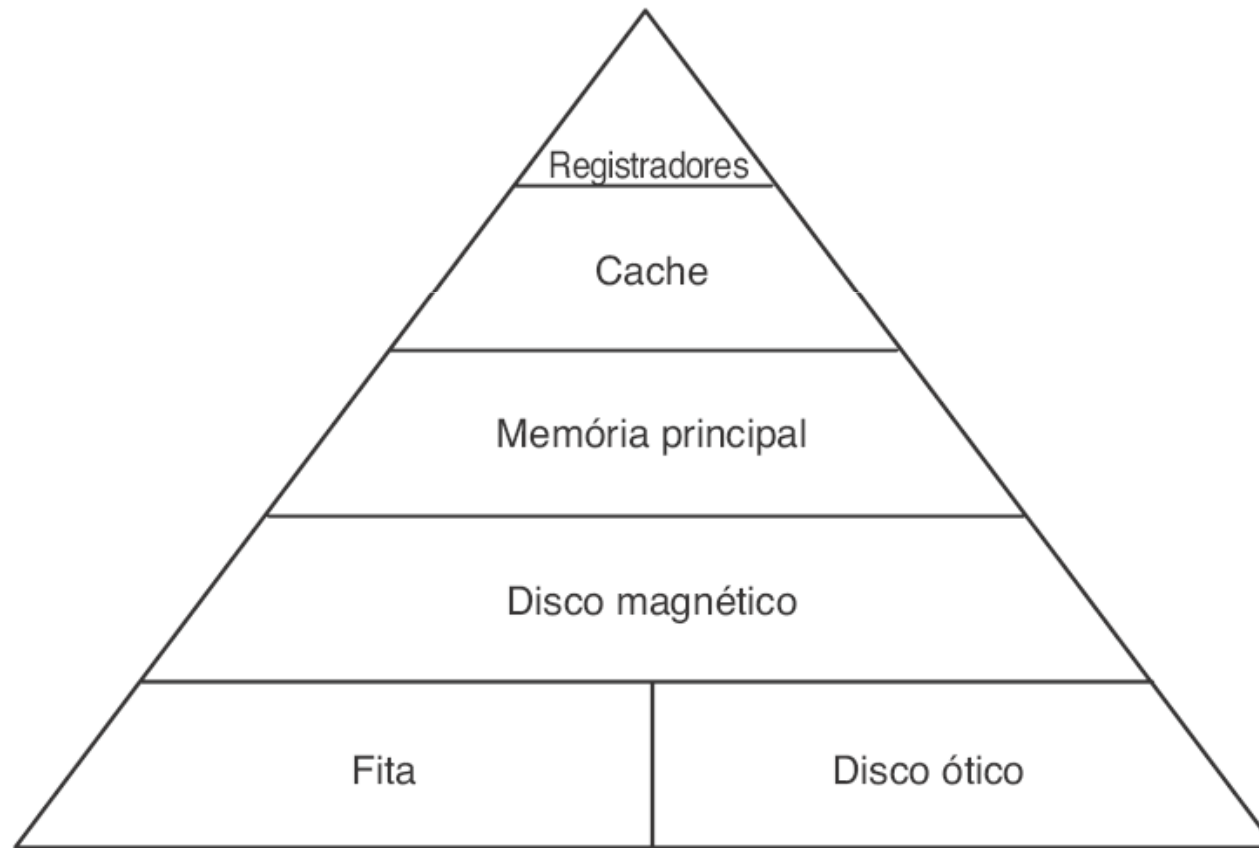 Registradores
Cache
Memória principal
Disco magnético
Fita
Disco ótico